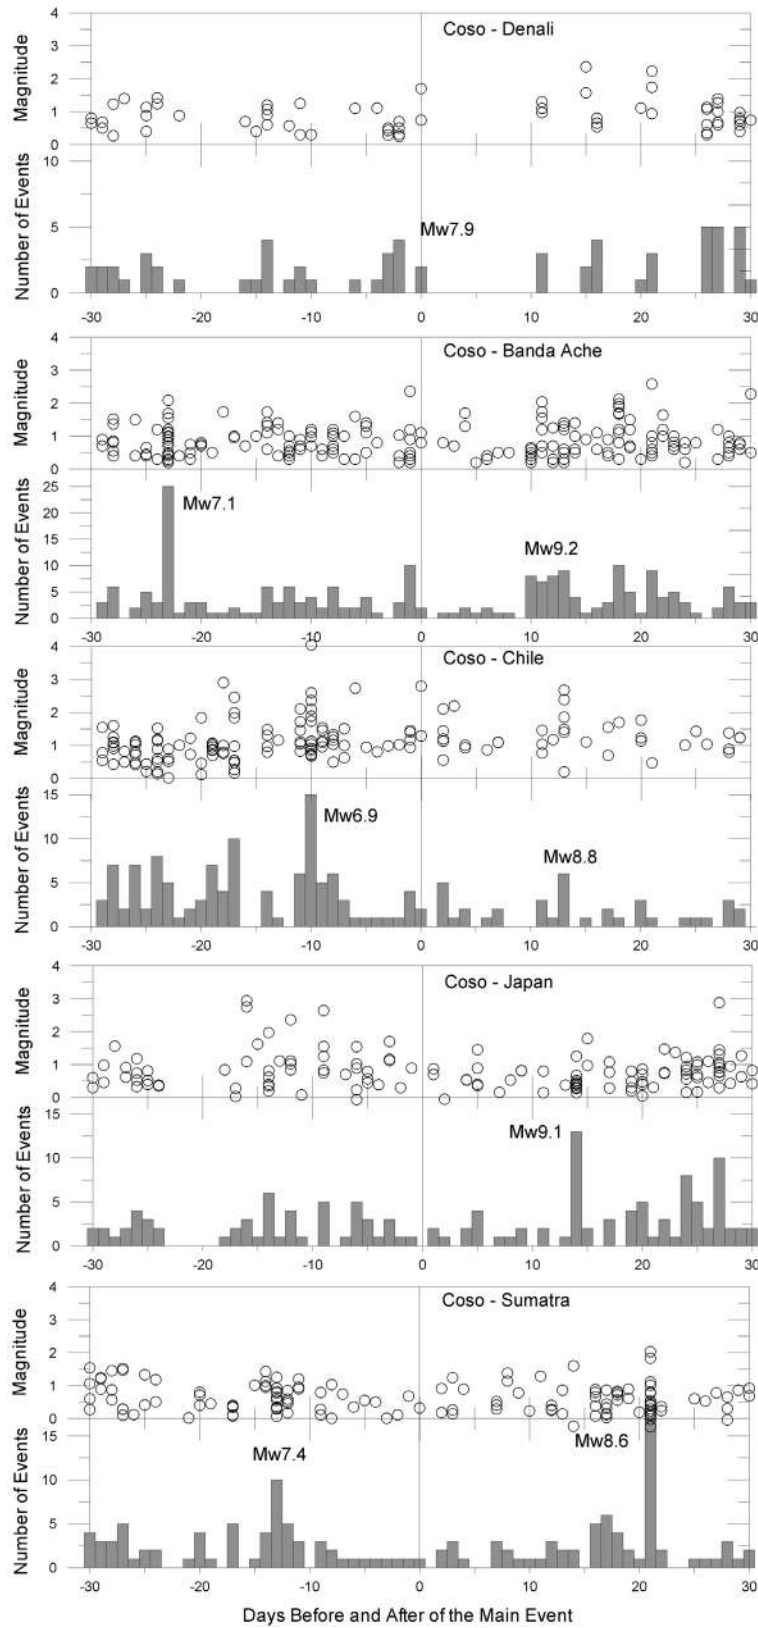 Coso - Denali
Magnitude
4
3
2
1
0
Number of Events
10
5
0
Mw7.9
-30 -20 -10 0 10 20 30
Coso - Banda Ache
Magnitude
4
3
2
1
0
Number of Events
25
20
15
10
5
0
Mw7.1
Mw9.2
-30 -20 -10 0 10 20 30
Coso - Chile
Magnitude
4
3
2
1
0
Number of Events
15
10
5
0
Mw6.9
Mw8.8
-30 -20 -10 0 10 20 30
Coso - Japan
Magnitude
4
3
2
1
0
Number of Events
15
10
5
0
Mw9.1
-30 -20 -10 0 10 20 30
Coso - Sumatra
Magnitude
4
3
2
1
0
Number of Events
15
10
5
0
Mw7.4
Mw8.6
-30 -20 -10 0 10 20 30
Days Before and After of the Main Event